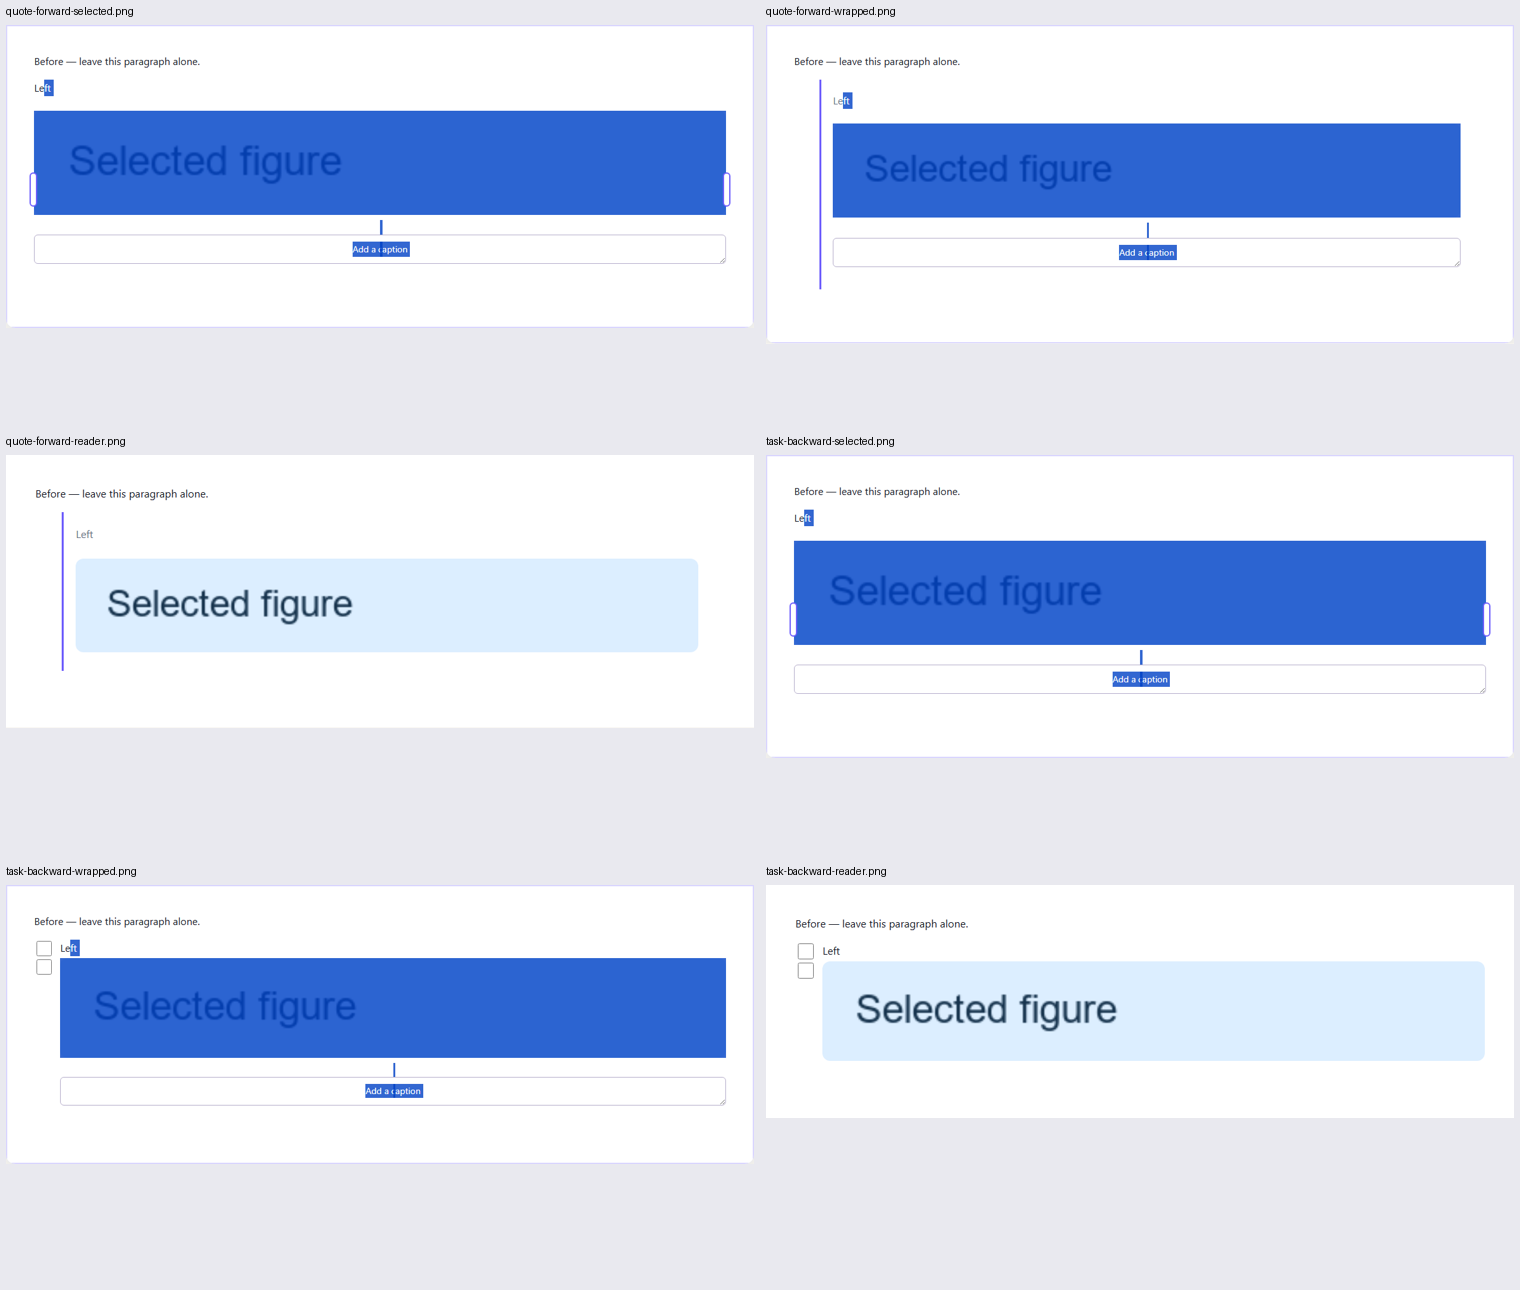 quote-forward-selected.png
Before — leave this paragraph alone.
Left
Selected figure
Add a caption
quote-forward-wrapped.png
Before — leave this paragraph alone.
Left
Selected figure
Add a caption
quote-forward-reader.png
Before — leave this paragraph alone.
Left
Selected figure
task-backward-selected.png
Before — leave this paragraph alone.
Left
Selected figure
Add a caption
task-backward-wrapped.png
Before — leave this paragraph alone.
Left
Selected figure
Add a caption
task-backward-reader.png
Before — leave this paragraph alone.
Left
Selected figure